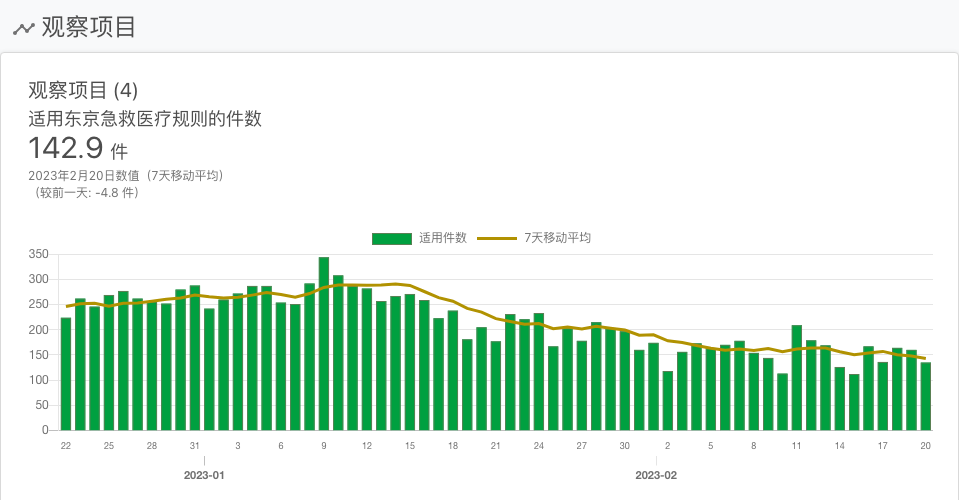 观察项目
观察项目 (4)
适用东京急救医疗规则的件数
142.9 件
2023年2月20日数值（7天移动平均）
（较前一天: -4.8 件）
适用件数 7天移动平均
350
300
250
200
150
100
50
0
22 25 28 31 3 6 9 12 15 18 21 24 27 30 2 5 8 11 14 17 20
2023-01 2023-02